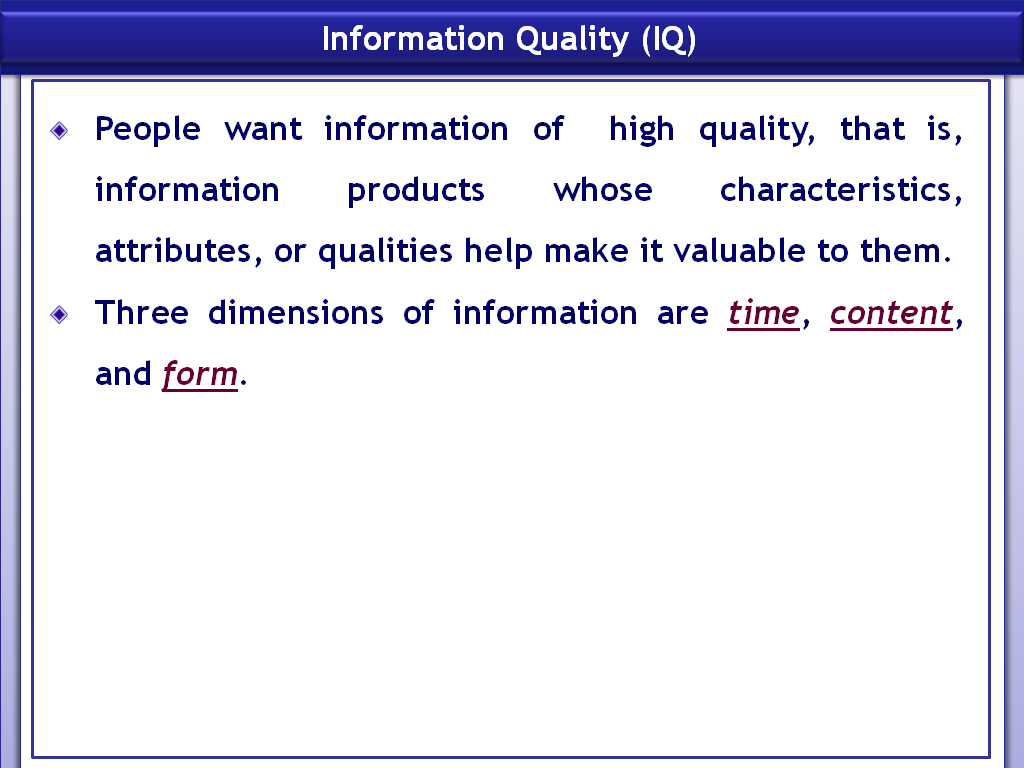 Information Quality (IQ)
People want information of high quality, that is,
information products whose characteristics,
attributes, or qualities help make it valuable to them.
Three dimensions of information are time, content,
and form.